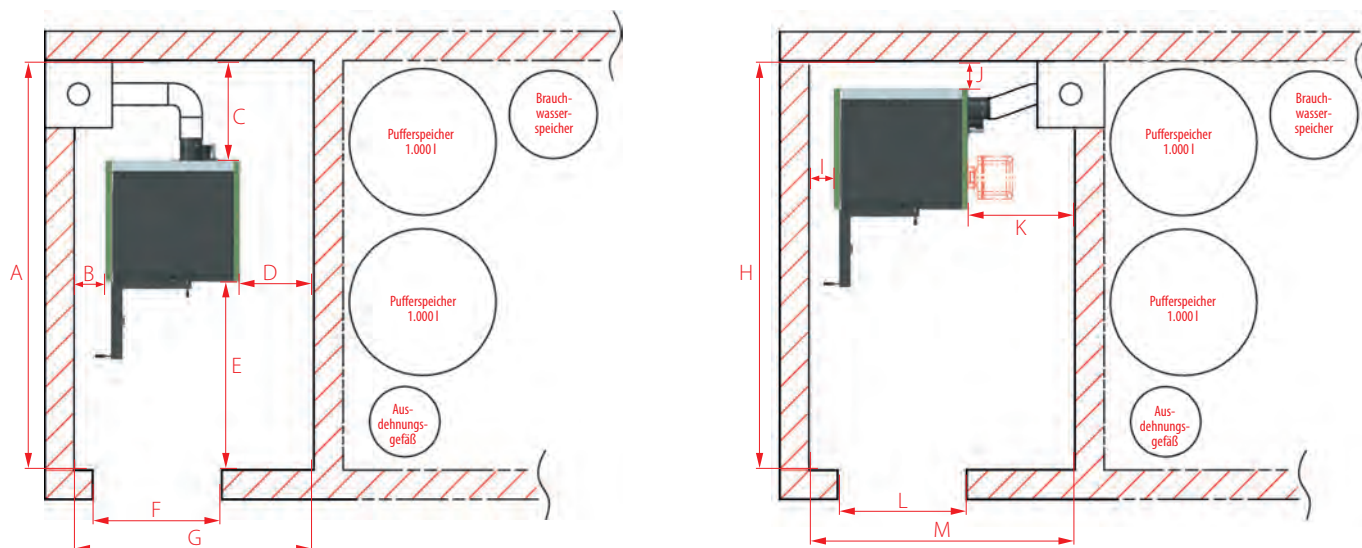 A
B
C
D
E
F
G
Pufferspeicher
1.000 l
Brauch-
wasser-
speicher
Pufferspeicher
1.000 l
Aus-
dehnungs-
gefäß
H
I
J
K
L
M
Pufferspeicher
1.000 l
Brauch-
wasser-
speicher
Pufferspeicher
1.000 l
Aus-
dehnungs-
gefäß